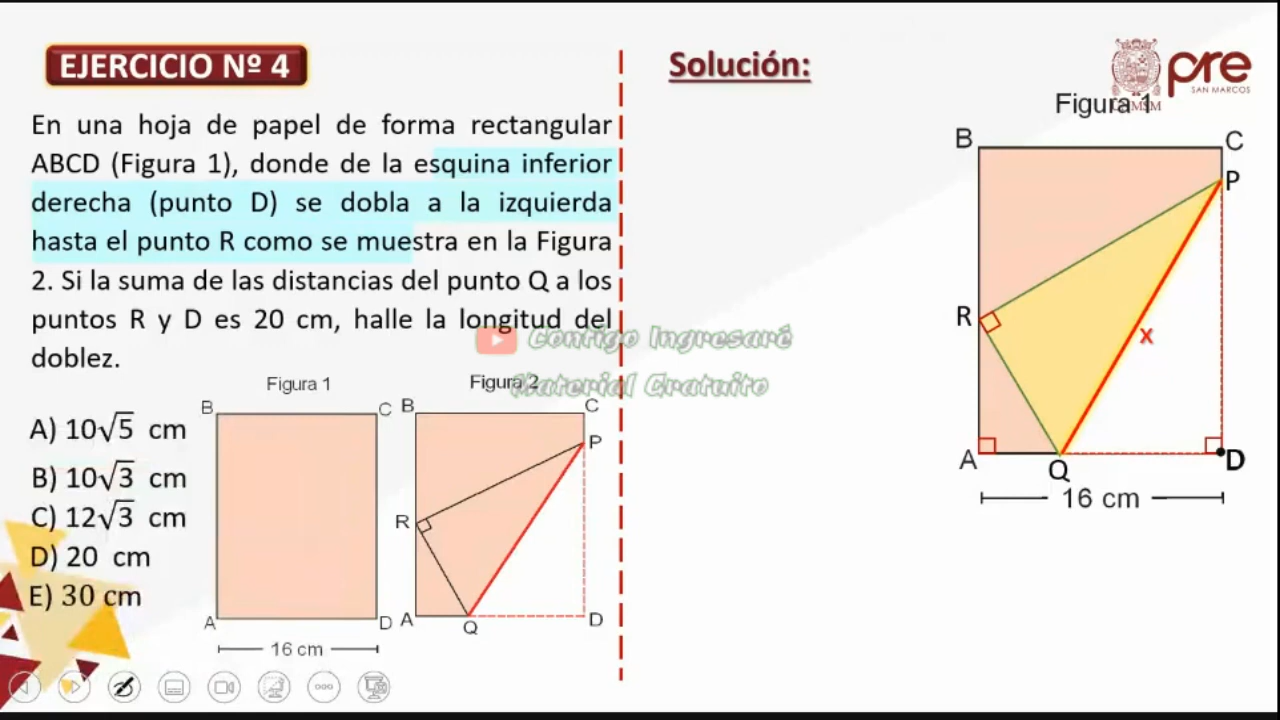 EJERCICIO Nº 4
En una hoja de papel de forma rectangular
ABCD (Figura 1), donde de la esquina inferior
derecha (punto D) se dobla a la izquierda
hasta el punto R como se muestra en la Figura
2. Si la suma de las distancias del punto Q a los
puntos R y D es 20 cm, halle la longitud del
doblez.
A) 10√5 cm
B) 10√3 cm
C) 12√3 cm
D) 20 cm
E) 30 cm
Figura 1
B
C
A
D
16 cm
Figura 2
B
C
P
R
A
Q
D
Solución:
pre
SAN MARCOS
UNMSM
Figura 1
B
C
P
R
x
A
Q
D
16 cm
Contigo Ingresaré
Material Gratuito